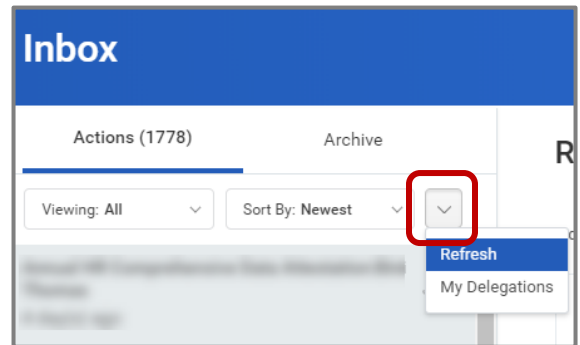 Inbox
Actions (1778)
Archive
R
Viewing: All
Sort By: Newest
Refresh
My Delegations